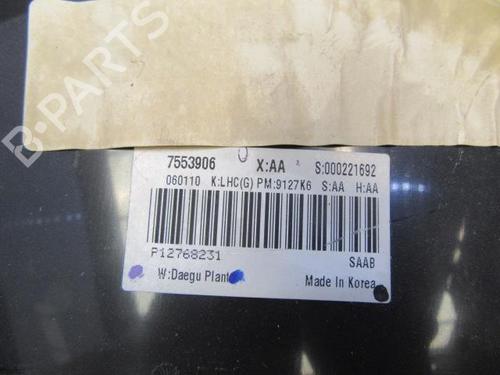 7553906 X:AA S:000221692
060110 K:LHC(G) PM:9127K6 S:AA H:AA
P12768231 SAAB
W:Daegu Plant Made In Korea
B-PARTS